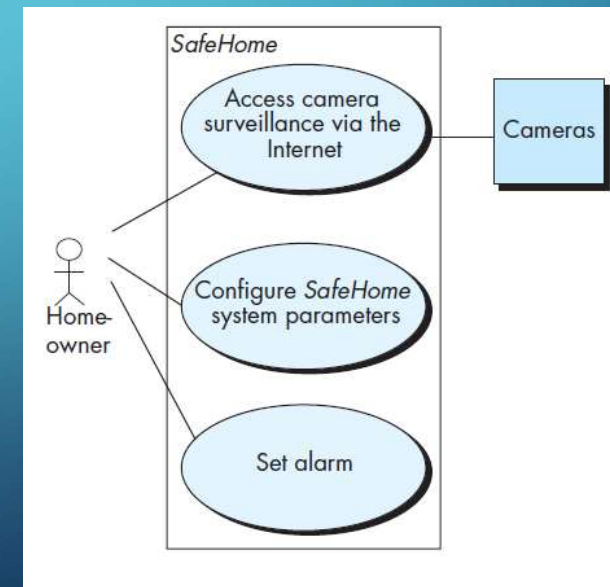 SafeHome
Access camera
surveillance via the
Internet
Cameras
Configure SafeHome
system parameters
Home-
owner
Set alarm